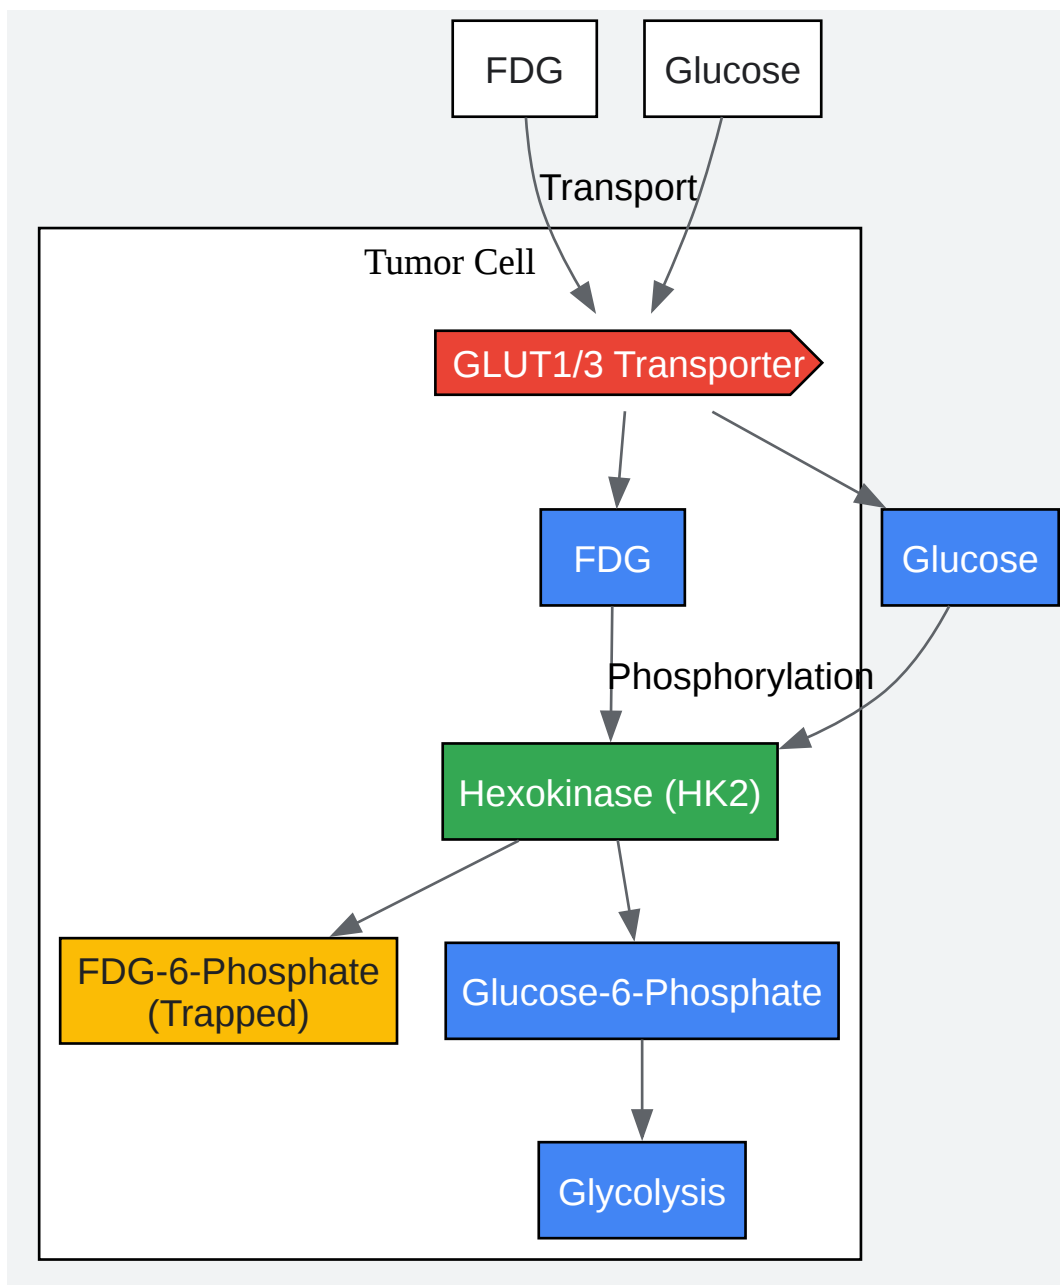 FDG
Glucose
Transport
Tumor Cell
GLUT1/3 Transporter
FDG
Glucose
Phosphorylation
Hexokinase (HK2)
FDG-6-Phosphate
(Trapped)
Glucose-6-Phosphate
Glycolysis